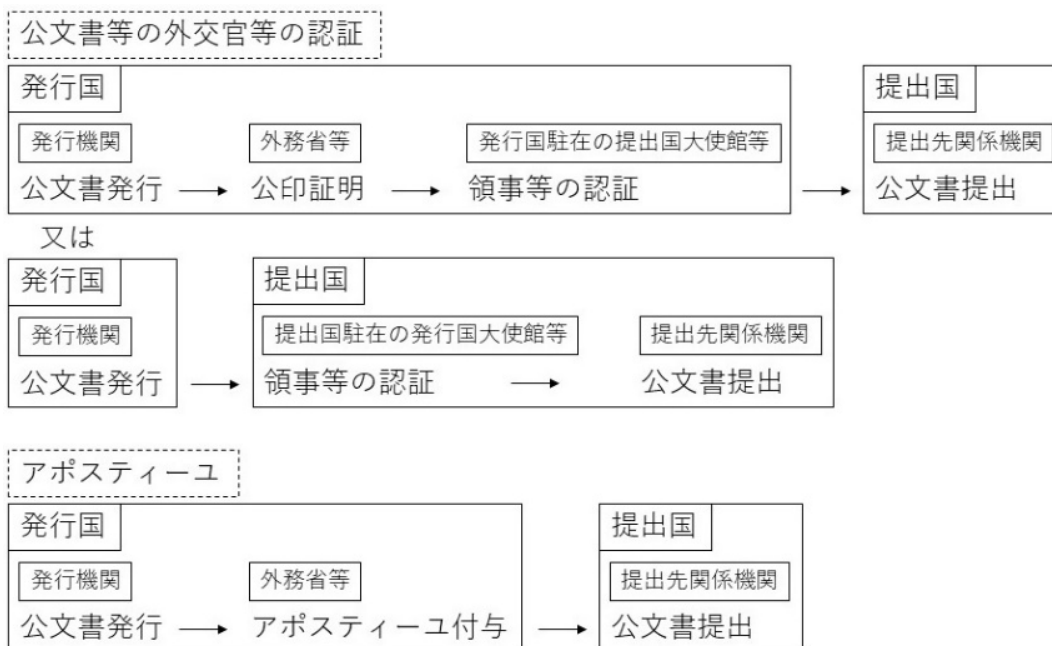 公文書等の外交官等の認証
発行国 提出国
発行機関 外務省等 発行国駐在の提出国大使館等 提出先関係機関
公文書発行 → 公印証明 → 領事等の認証 → 公文書提出
又は
発行国 提出国
発行機関 提出国駐在の発行国大使館等 提出先関係機関
公文書発行 → 領事等の認証 → 公文書提出
アポスティーユ
発行国 提出国
発行機関 外務省等 提出先関係機関
公文書発行 → アポスティーユ付与 → 公文書提出